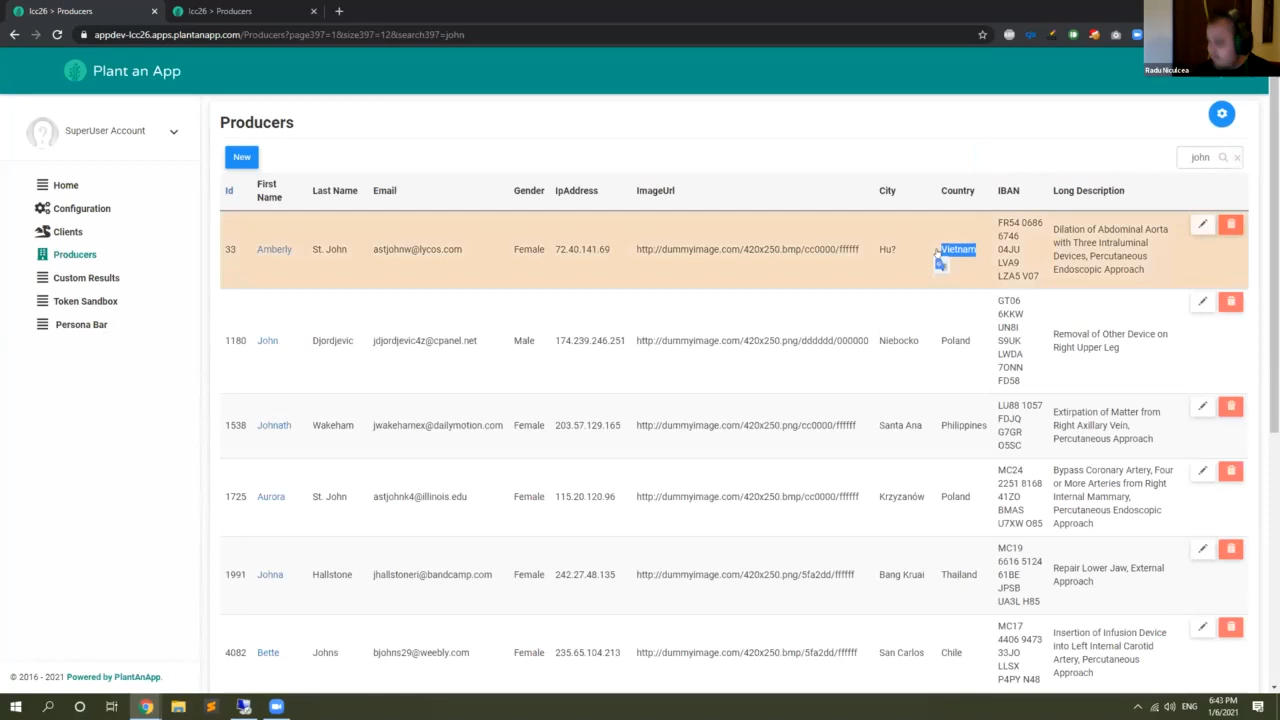 lcc26 > Producers
lcc26 > Producers
appdev-lcc26.apps.plantanapp.com/Producers?page397=1&size397=12&search397=john
Radu Niculcea
Plant an App
SuperUser Account
Home
Configuration
Clients
Producers
Custom Results
Token Sandbox
Persona Bar
© 2016 - 2021 Powered by PlantAnApp.
Producers
New
john
Id
First
Name
Last Name
Email
Gender
IpAddress
ImageUrl
City
Country
IBAN
Long Description
33
Amberly
St. John
astjohnw@lycos.com
Female
72.40.141.69
http://dummyimage.com/420x250.bmp/cc0000/ffffff
Hu?
Vietnam
FR54 0686
6746
04JU
LVA9
LZA5 V07
Dilation of Abdominal Aorta
with Three Intraluminal
Devices, Percutaneous
Endoscopic Approach
1180
John
Djordjevic
jdjordjevic4z@cpanel.net
Male
174.239.246.251
http://dummyimage.com/420x250.png/dddddd/000000
Niebocko
Poland
GT06
6KKW
UN8I
S9UK
LWDA
7ONN
FD58
Removal of Other Device on
Right Upper Leg
1538
Johnath
Wakeham
jwakehamex@dailymotion.com
Female
203.57.129.165
http://dummyimage.com/420x250.png/cc0000/ffffff
Santa Ana
Philippines
LU88 1057
FDJQ
G7GR
O5SC
Extirpation of Matter from
Right Axillary Vein,
Percutaneous Approach
1725
Aurora
St. John
astjohnk4@illinois.edu
Female
115.20.120.96
http://dummyimage.com/420x250.bmp/cc0000/ffffff
Krzyzanów
Poland
MC24
2251 8168
41ZO
BMAS
U7XW O85
Bypass Coronary Artery, Four
or More Arteries from Right
Internal Mammary,
Percutaneous Endoscopic
Approach
1991
Johna
Hallstone
jhallstoneri@bandcamp.com
Female
242.27.48.135
http://dummyimage.com/420x250.png/5fa2dd/ffffff
Bang Kruai
Thailand
MC19
6616 5124
61BE
JPSB
UA3L H85
Repair Lower Jaw, External
Approach
4082
Bette
Johns
bjohns29@weebly.com
Female
235.65.104.213
http://dummyimage.com/420x250.bmp/5fa2dd/ffffff
San Carlos
Chile
MC17
4406 9473
33JO
LLSX
P4PY N48
Insertion of Infusion Device
into Left Internal Carotid
Artery, Percutaneous
Approach
ENG
6:43 PM
1/6/2021